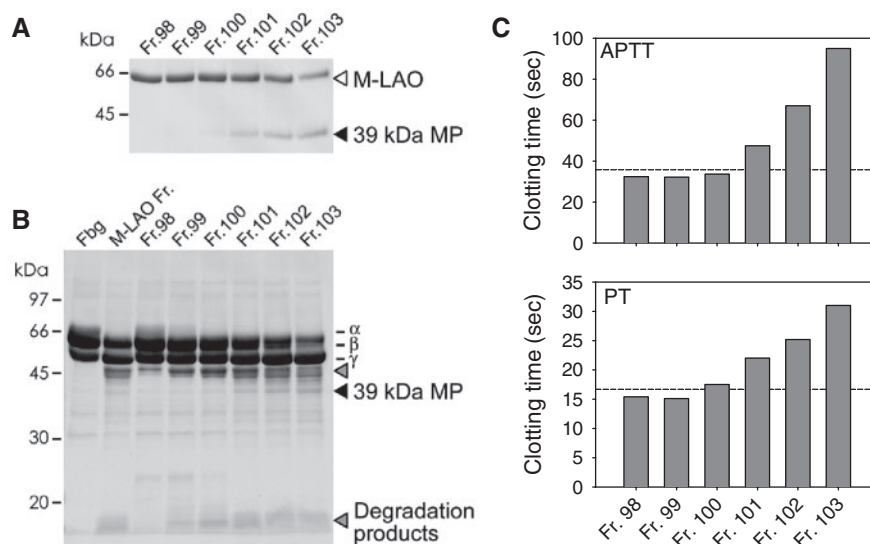 A
kDa
Fr.98
Fr.99
Fr.100
Fr.101
Fr.102
Fr.103
66
45
M-LAO
39 kDa MP
B
kDa
Fbg
M-LAO Fr.
Fr.98
Fr.99
Fr.100
Fr.101
Fr.102
Fr.103
97
66
45
30
20
α
β
γ
39 kDa MP
Degradation
products
C
APTT
Clotting time (sec)
100
80
60
40
20
0
PT
Clotting time (sec)
35
30
25
20
15
10
5
0
Fr. 98
Fr. 99
Fr. 100
Fr. 101
Fr. 102
Fr. 103